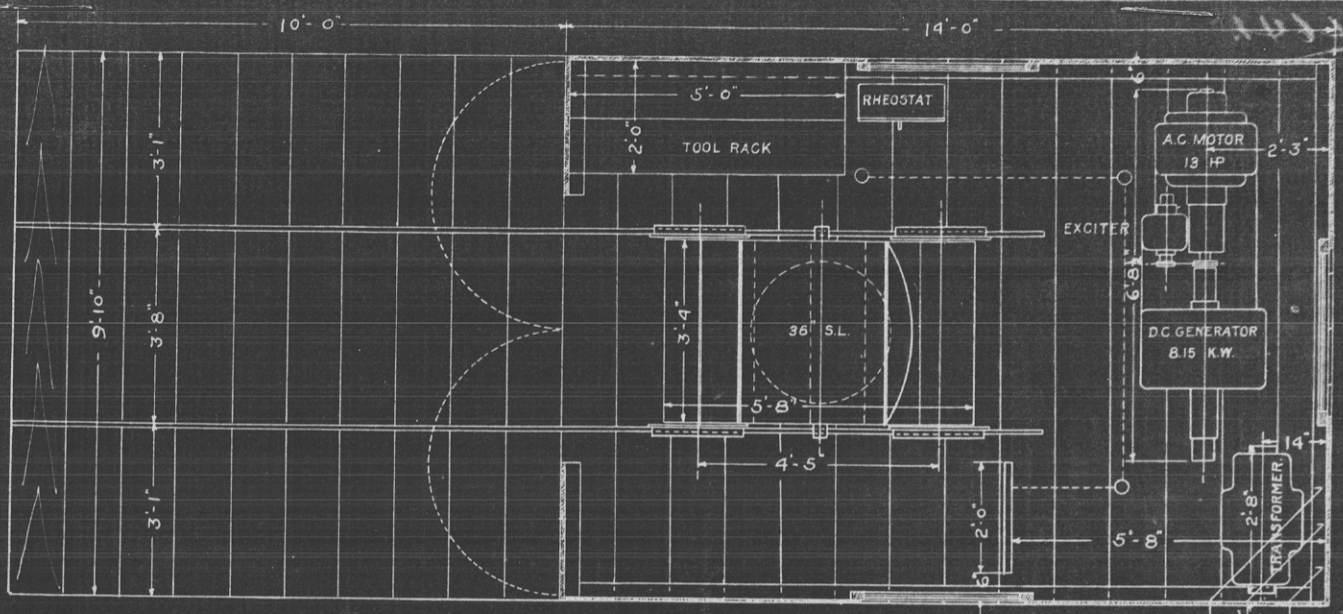 10'-0"
14'-0"
6"
5'-0"
RHEOSTAT
2'-0"
TOOL RACK
A.C. MOTOR
13 HP
2'-3"
3'-1"
EXCITER
6'-8½"
9'-10"
3'-8"
3'-4"
36" S.L.
D.C. GENERATOR
8.15 K.W.
5'-8"
4'-5"
14"
3'-1"
2'-0"
5'-8"
2'-8"
TRANSFORMER.
6"